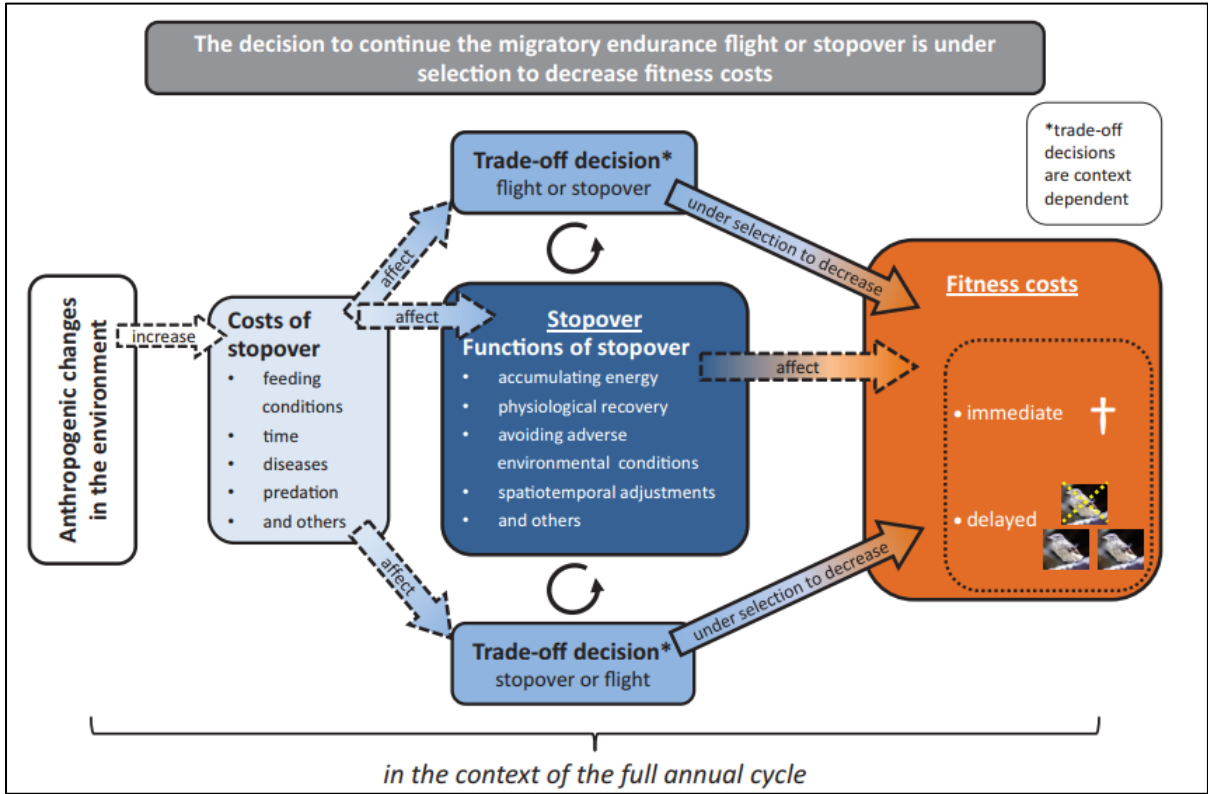 The decision to continue the migratory endurance flight or stopover is under
selection to decrease fitness costs
*trade-off
decisions
are context
dependent
Trade-off decision*
flight or stopover
under selection to decrease
affect
Anthropogenic changes
in the environment
increase
Costs of
stopover
• feeding
conditions
• time
• diseases
• predation
• and others
affect
Stopover
Functions of stopover
• accumulating energy
• physiological recovery
• avoiding adverse
environmental conditions
• spatiotemporal adjustments
• and others
affect
Fitness costs
• immediate †
• delayed
affect
under selection to decrease
Trade-off decision*
stopover or flight
in the context of the full annual cycle